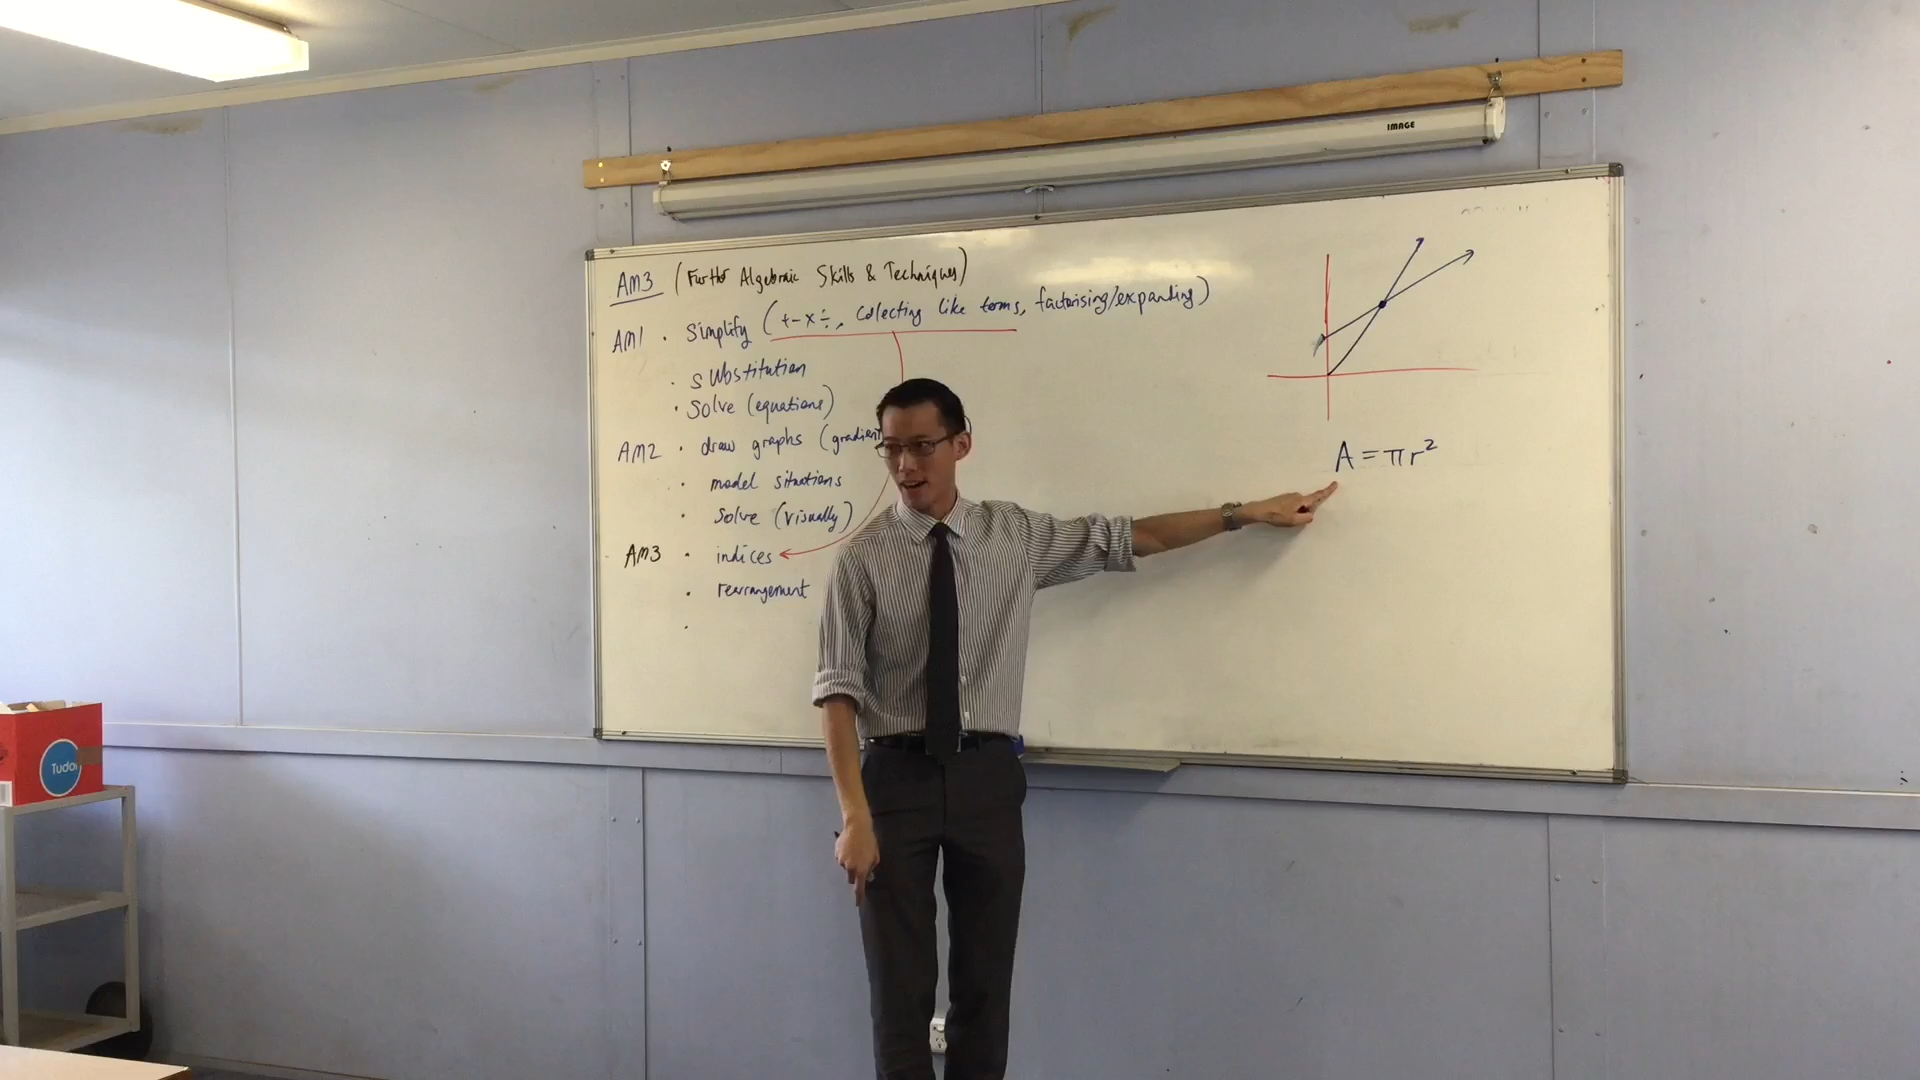 IMAGE
AM3 (Further Algebraic Skills & Techniques)
AM1 · Simplify (+-×÷, collecting like terms, factorising/expanding)
· substitution
· Solve (equations)
AM2 · draw graphs (gradient
· model situations
· Solve (visually)
AM3 · indices
· rearrangement
·
A = πr²
Tudor